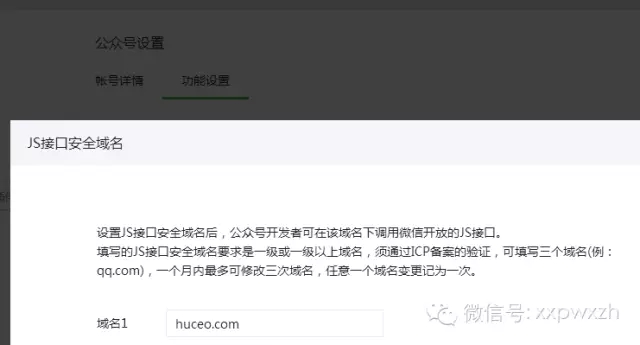 公众号设置
帐号详情 功能设置
JS接口安全域名
设置JS接口安全域名后，公众号开发者可在该域名下调用微信开放的JS接口。
填写的JS接口安全域名要求是一级或一级以上域名，须通过ICP备案的验证，可填写三个域名(例：
qq.com)，一个月内最多可修改三次域名，任意一个域名变更记为一次。
域名1 huceo.com
微信号: xxpwxzh